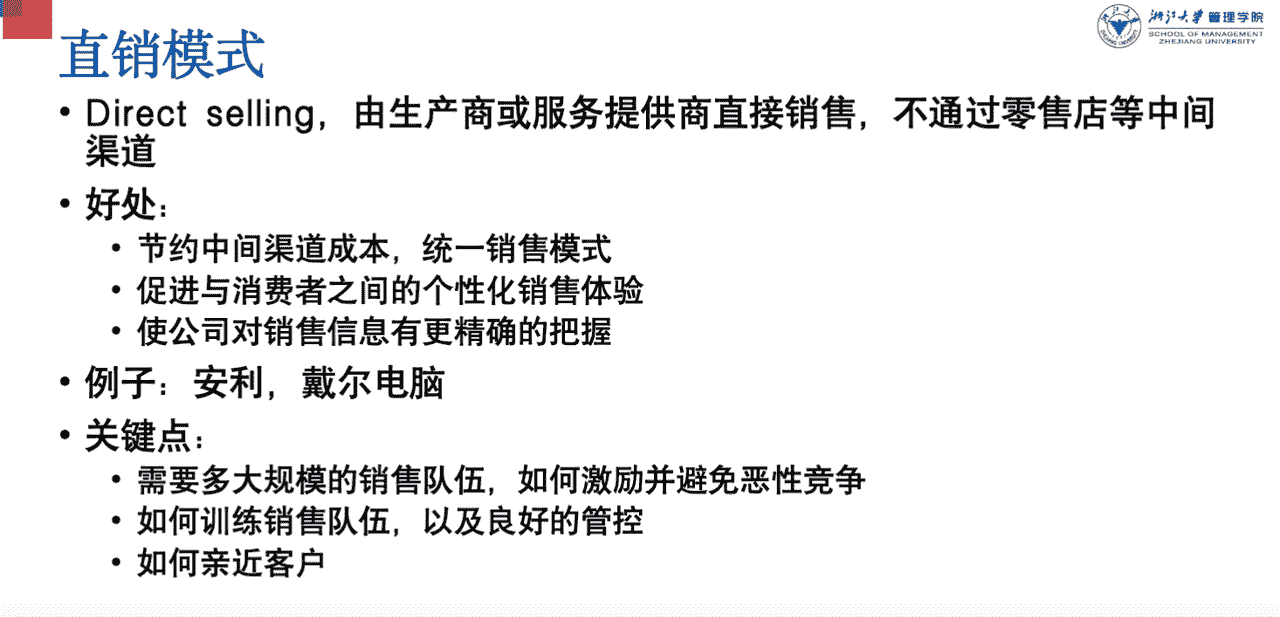 浙江大学管理学院
SCHOOL OF MANAGEMENT
ZHEJIANG UNIVERSITY
直销模式
• Direct selling，由生产商或服务提供商直接销售，不通过零售店等中间
渠道
• 好处：
• 节约中间渠道成本，统一销售模式
• 促进与消费者之间的个性化销售体验
• 使公司对销售信息有更精确的把握
• 例子：安利，戴尔电脑
• 关键点：
• 需要多大规模的销售队伍，如何激励并避免恶性竞争
• 如何训练销售队伍，以及良好的管控
• 如何亲近客户